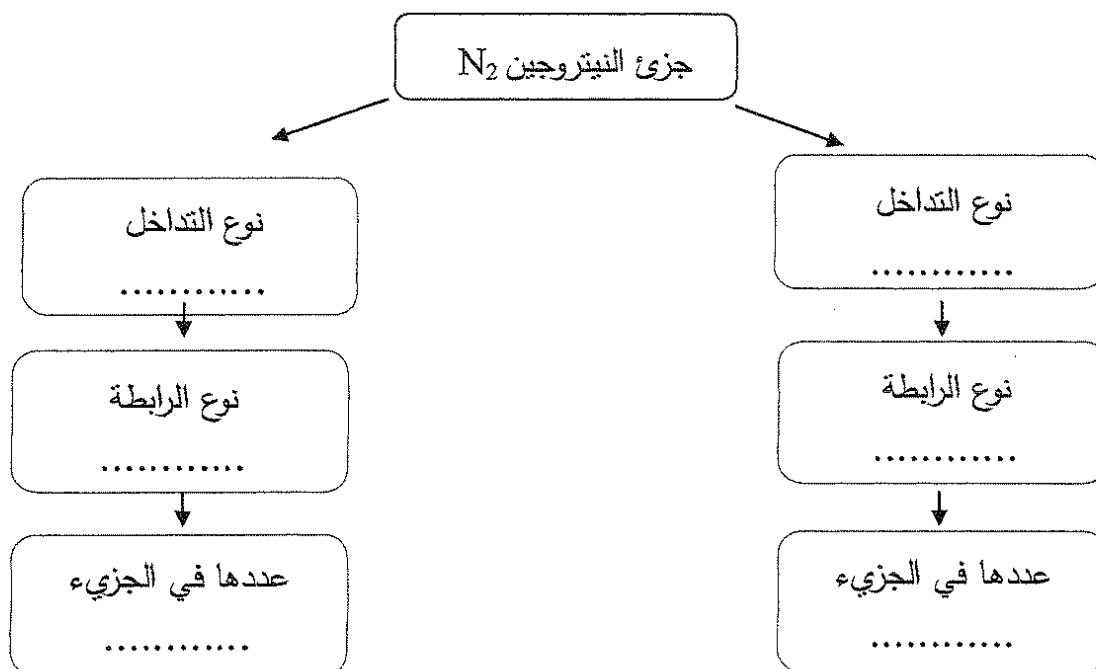 جزئ النيتروجين N₂
نوع التداخل
............
نوع الرابطة
............
عددها في الجزيء
............
نوع التداخل
............
نوع الرابطة
............
عددها في الجزيء
............